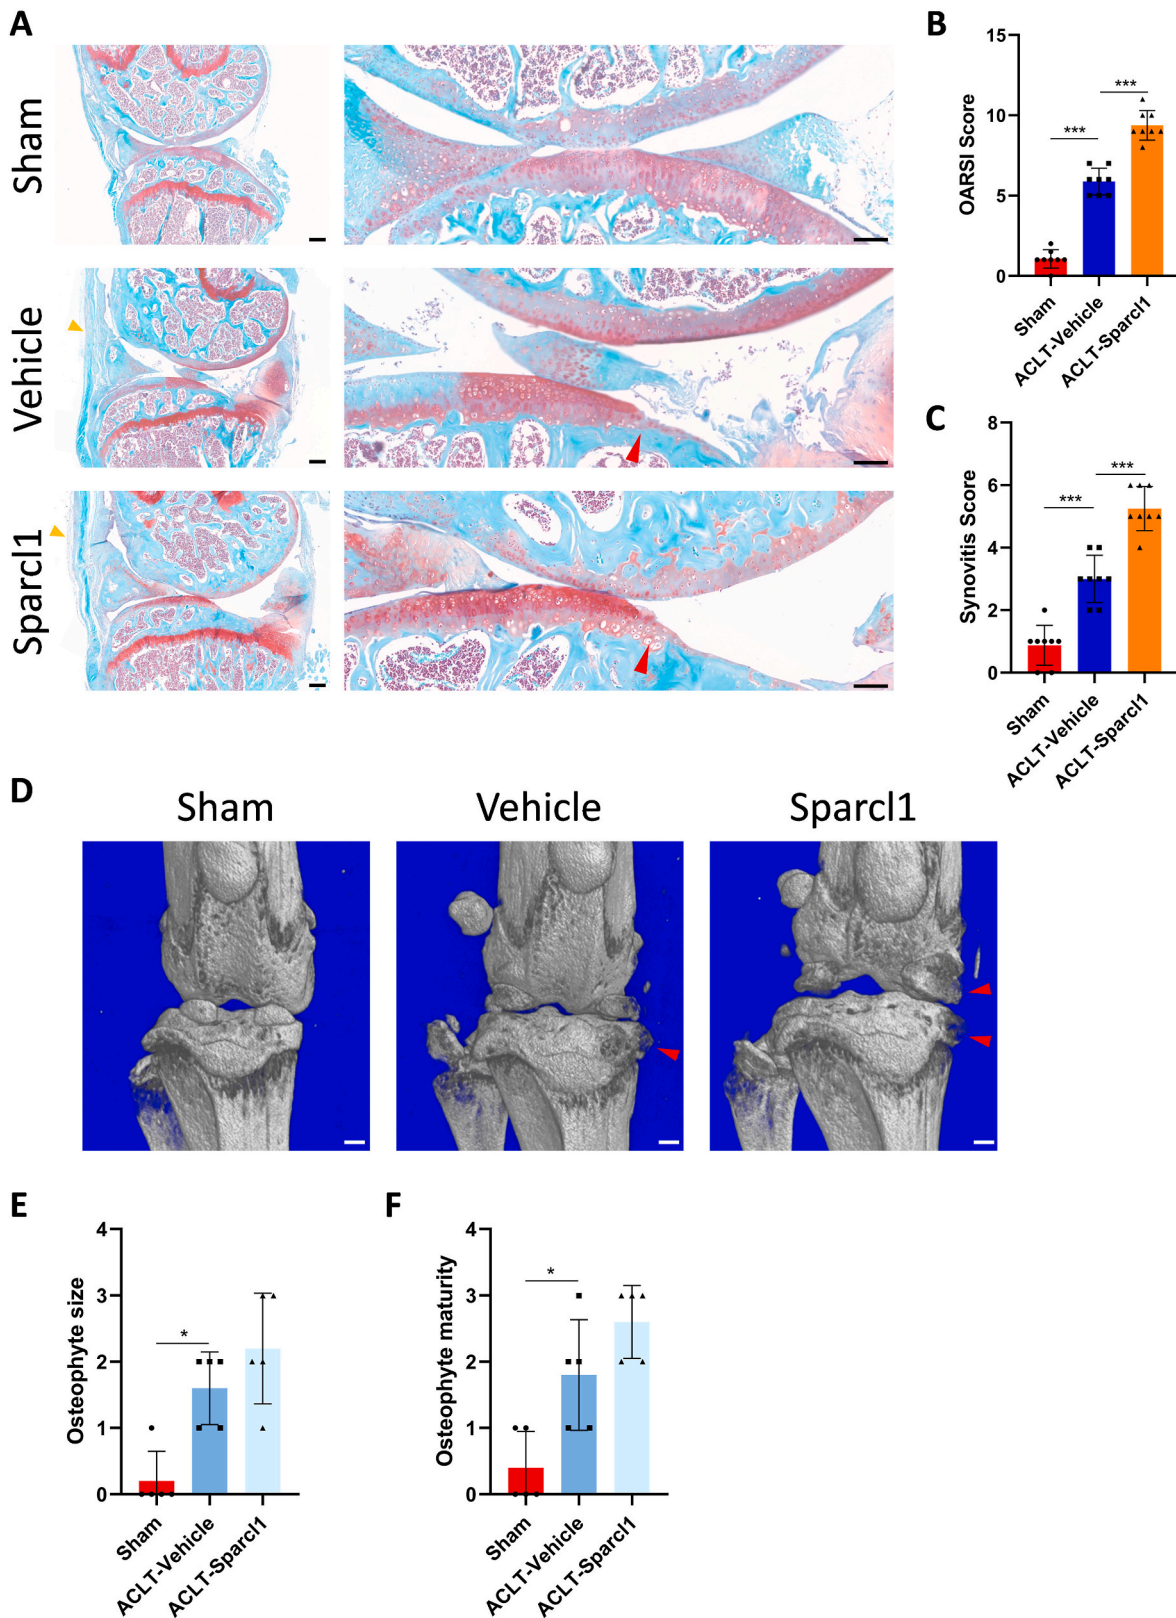 A
Sham
Vehicle
Sparcl1
B
OARSI Score
15
10
5
0
***
***
Sham
ACLT-Vehicle
ACLT-Sparcl1
C
Synovitis Score
8
6
4
2
0
***
***
Sham
ACLT-Vehicle
ACLT-Sparcl1
D
Sham
Vehicle
Sparcl1
E
Osteophyte size
4
3
2
1
0
*
Sham
ACLT-Vehicle
ACLT-Sparcl1
F
Osteophyte maturity
4
3
2
1
0
*
Sham
ACLT-Vehicle
ACLT-Sparcl1